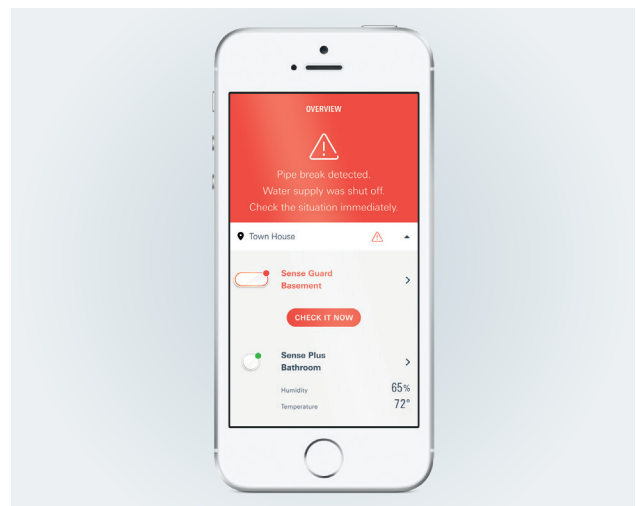 OVERVIEW
Pipe break detected.
Water supply was shut off.
Check the situation immediately.
Town House
Sense Guard
Basement
CHECK IT NOW
Sense Plus
Bathroom
Humidity 65%
Temperature 72°